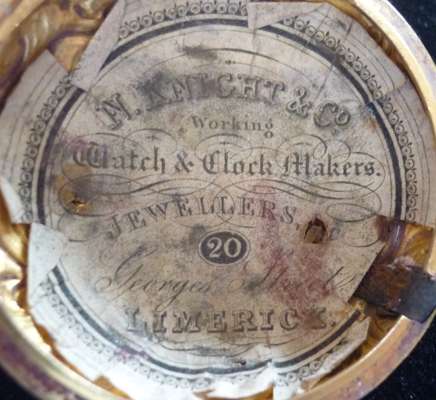 N. KNIGHT & Co.
Working
Watch & Clock Makers.
JEWELLERS, &c
20
Georges Street
LIMERICK.